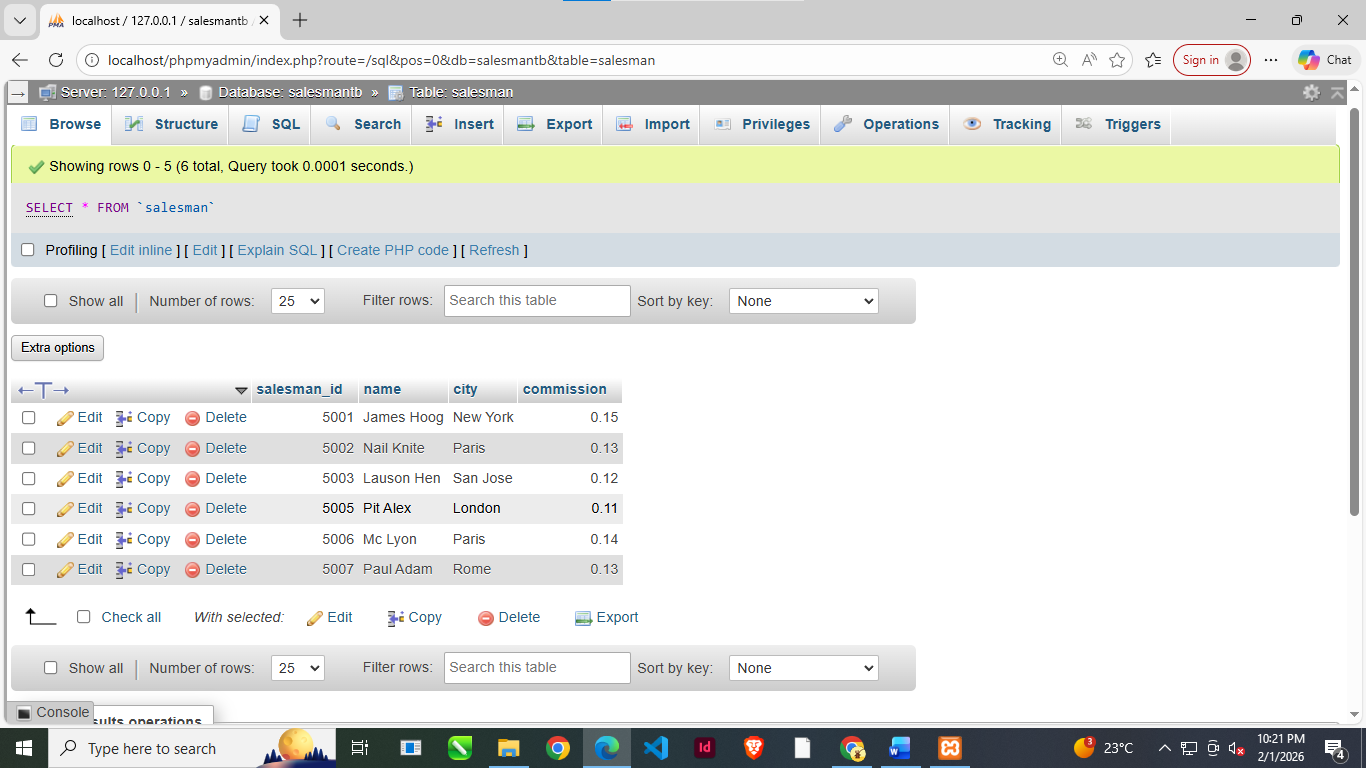 localhost / 127.0.0.1 / salesmantb
localhost/phpmyadmin/index.php?route=/sql&pos=0&db=salesmantb&table=salesman
Sign in
Chat
Server: 127.0.0.1 » Database: salesmantb » Table: salesman
Browse Structure SQL Search Insert Export Import Privileges Operations Tracking Triggers
Showing rows 0 - 5 (6 total, Query took 0.0001 seconds.)
SELECT * FROM `salesman`
Profiling [ Edit inline ] [ Edit ] [ Explain SQL ] [ Create PHP code ] [ Refresh ]
Show all | Number of rows: 25 Filter rows: Search this table Sort by key: None
Extra options
←T→ salesman_id name city commission
Edit Copy Delete 5001 James Hoog New York 0.15
Edit Copy Delete 5002 Nail Knite Paris 0.13
Edit Copy Delete 5003 Lauson Hen San Jose 0.12
Edit Copy Delete 5005 Pit Alex London 0.11
Edit Copy Delete 5006 Mc Lyon Paris 0.14
Edit Copy Delete 5007 Paul Adam Rome 0.13
Check all With selected: Edit Copy Delete Export
Show all | Number of rows: 25 Filter rows: Search this table Sort by key: None
Console
operations
Type here to search
Id
3
23°C
10:21 PM
2/1/2026
4